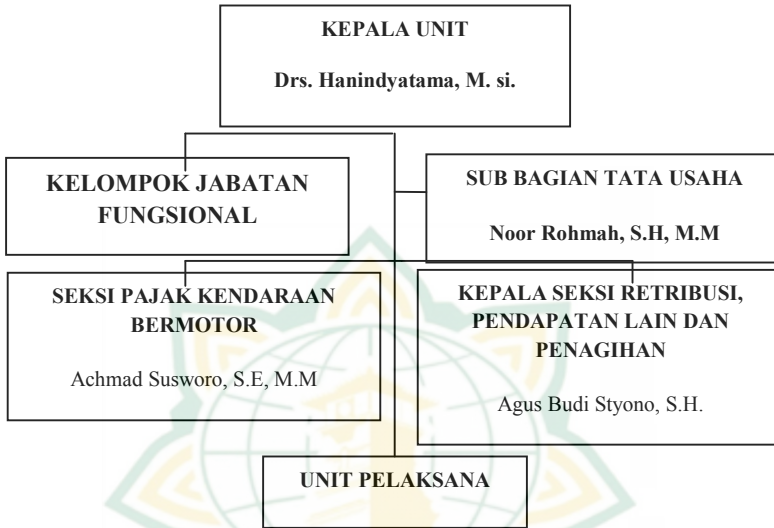 KEPALA UNIT
Drs. Hanindyatama, M. si.
KELOMPOK JABATAN
FUNGSIONAL
SUB BAGIAN TATA USAHA
Noor Rohmah, S.H, M.M
SEKSI PAJAK KENDARAAN
BERMOTOR
Achmad Susworo, S.E, M.M
KEPALA SEKSI RETRIBUSI,
PENDAPATAN LAIN DAN
PENAGIHAN
Agus Budi Styono, S.H.
UNIT PELAKSANA